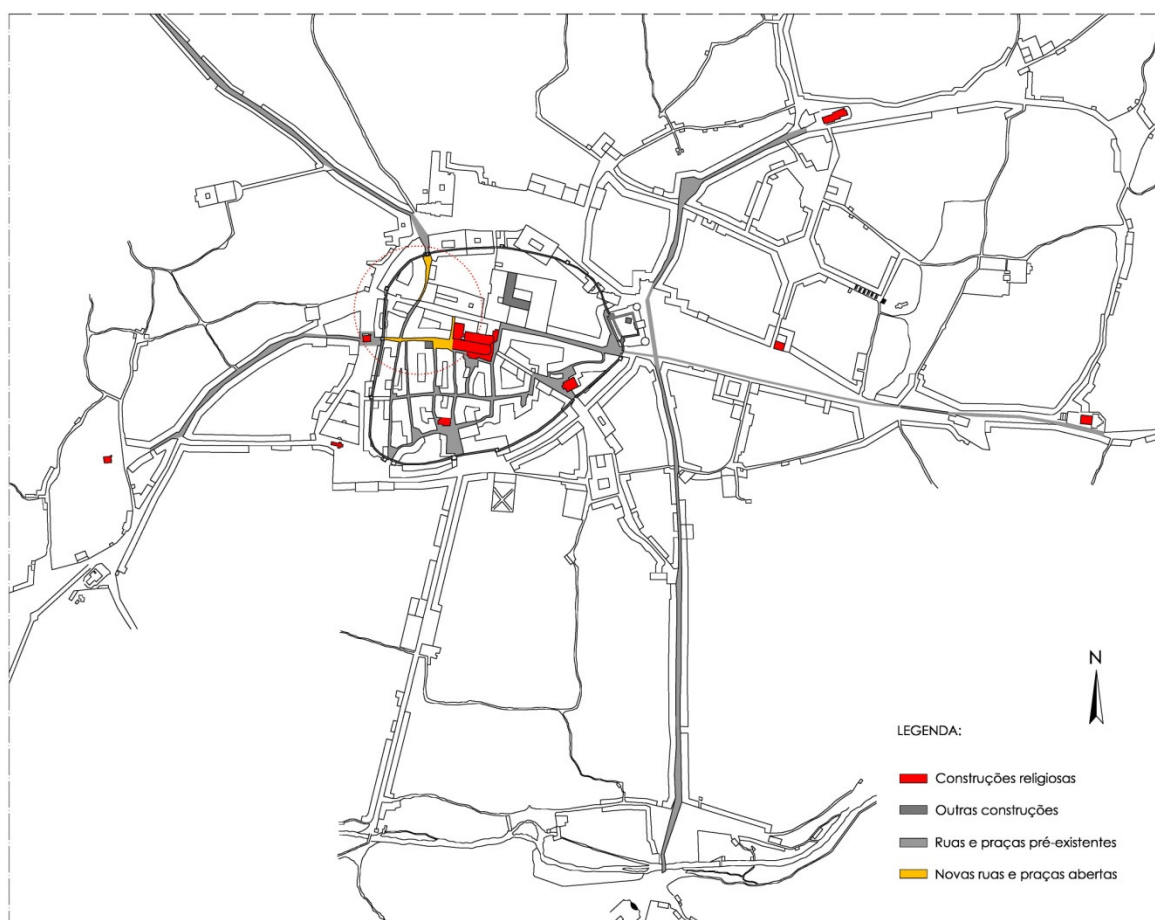 N
LEGENDA:
Construções religiosas
Outras construções
Ruas e praças pré-existentes
Novas ruas e praças abertas